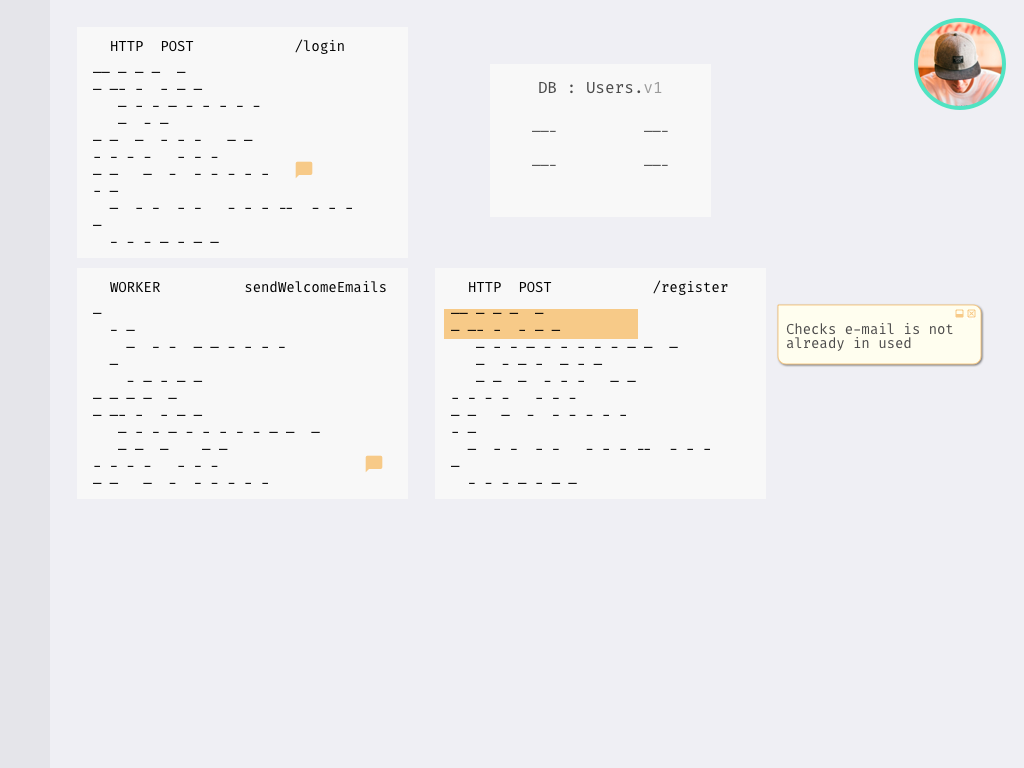 HTTP POST /login
DB : Users.v1
WORKER sendWelcomeEmails
HTTP POST /register
Checks e-mail is not
already in used